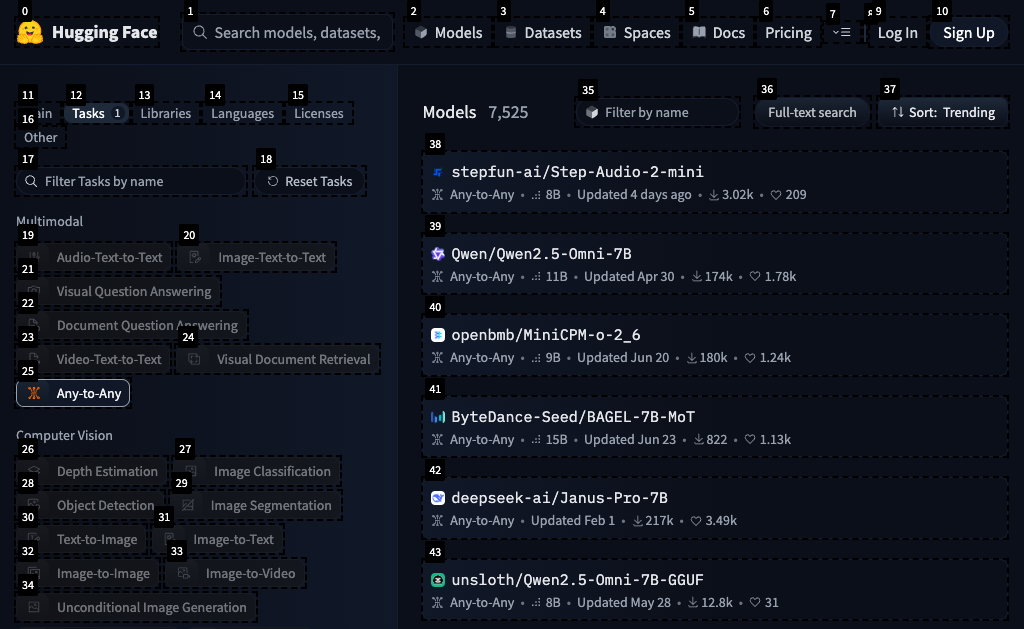 0 1 2 3 4 5 6 7 9 10
Hugging Face Search models, datasets, Models Datasets Spaces Docs Pricing Log In Sign Up
11 12 13 14 15
Tasks 1 Libraries Languages Licenses
16
Other
17 18
Filter Tasks by name Reset Tasks
Multimodal
19 20
Audio-Text-to-Text Image-Text-to-Text
21
Visual Question Answering
22
Document Question Answering
23 24
Video-Text-to-Text Visual Document Retrieval
25
Any-to-Any
Computer Vision
26 27
Depth Estimation Image Classification
28 29
Object Detection Image Segmentation
30 31
Text-to-Image Image-to-Text
32 33
Image-to-Image Image-to-Video
34
Unconditional Image Generation
35 36 37
Models 7,525 Filter by name Full-text search Sort: Trending
38
stepfun-ai/Step-Audio-2-mini
Any-to-Any • 8B • Updated 4 days ago • 3.02k • 209
39
Qwen/Qwen2.5-Omni-7B
Any-to-Any • 11B • Updated Apr 30 • 174k • 1.78k
40
openbmb/MiniCPM-o-2_6
Any-to-Any • 9B • Updated Jun 20 • 180k • 1.24k
41
ByteDance-Seed/BAGEL-7B-MoT
Any-to-Any • 15B • Updated Jun 23 • 822 • 1.13k
42
deepseek-ai/Janus-Pro-7B
Any-to-Any • Updated Feb 1 • 217k • 3.49k
43
unsloth/Qwen2.5-Omni-7B-GGUF
Any-to-Any • 8B • Updated May 28 • 12.8k • 31